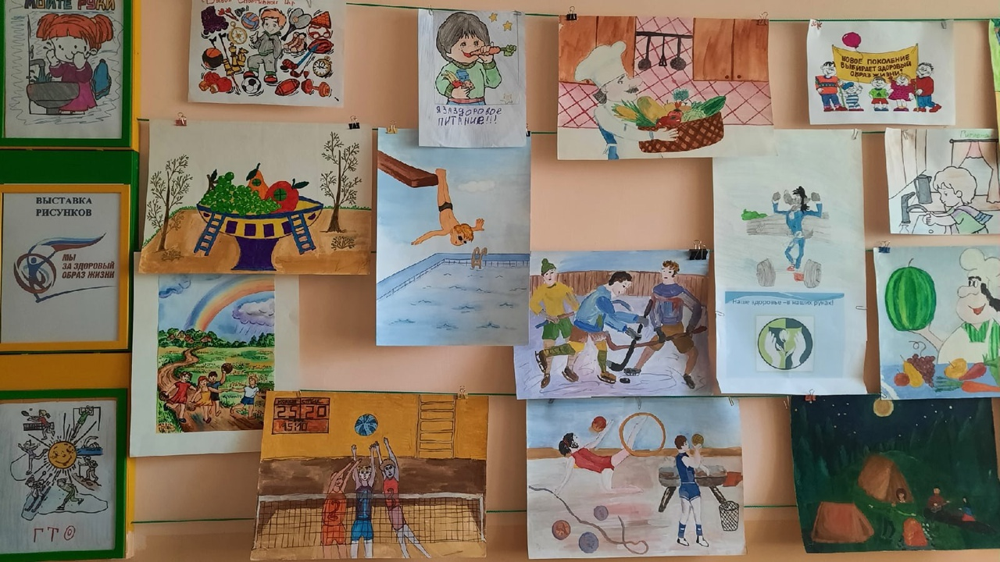 МОЙТЕ РУКИ
ВЫСТАВКА
РИСУНКОВ
МЫ
ЗА ЗДОРОВЫЙ
ОБРАЗ ЖИЗНИ
ГТО
Я ЗА ЗДОРОВОЕ
ПИТАНИЕ!!!
НОВОЕ ПОКОЛЕНИЕ
ВЫБИРАЕТ ЗДОРОВЫЙ
ОБРАЗ ЖИЗНИ.
Наше здоровье – в наших руках!
25 20